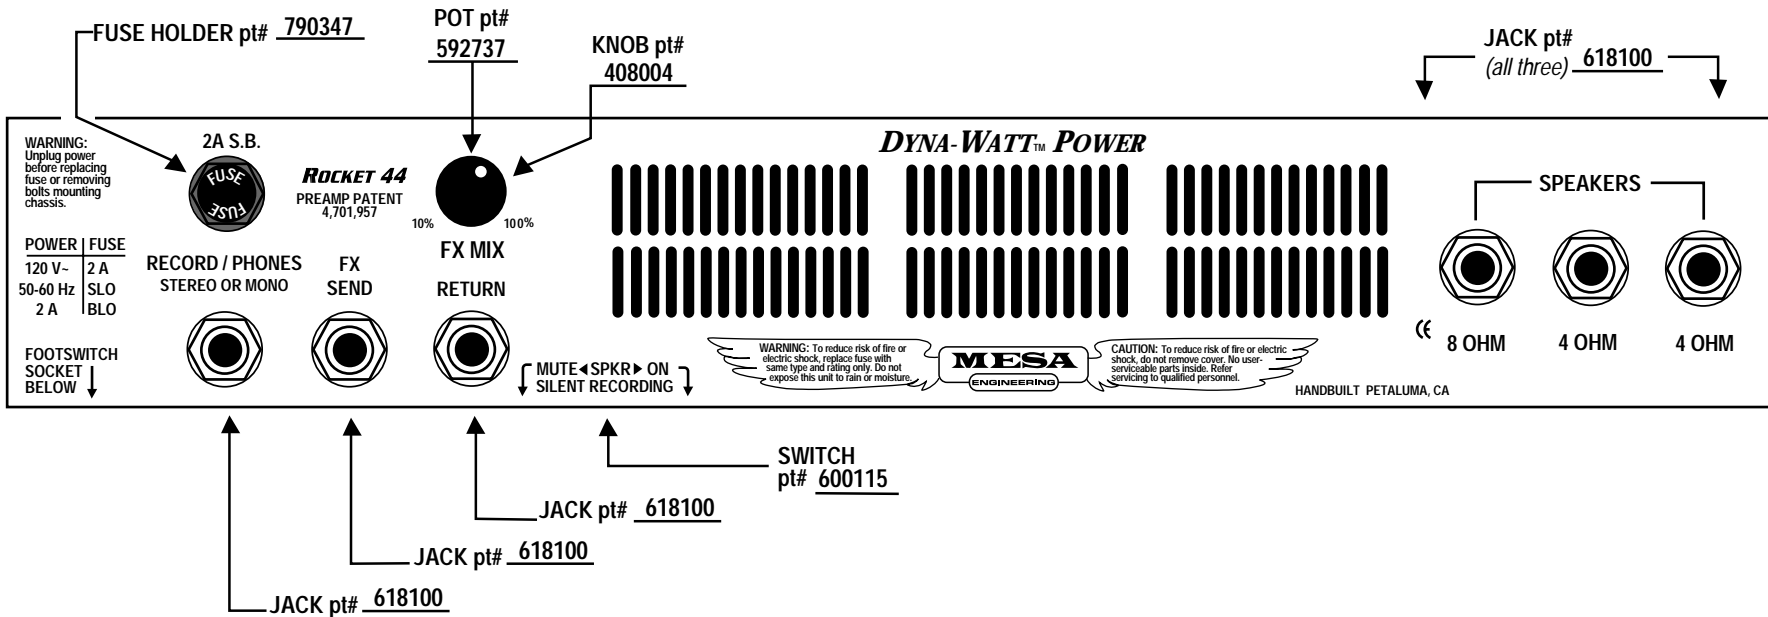 FUSE HOLDER pt# 790347
POT pt#
592737
KNOB pt#
408004
JACK pt#
(all three) 618100
WARNING:
Unplug power
before replacing
fuse or removing
bolts mounting
chassis.
2A S.B.
FUSE
FUSE
ROCKET 44
PREAMP PATENT
4,701,957
10%
100%
FX MIX
DYNA-WATT™ POWER
SPEAKERS
POWER FUSE
120 V~ 2 A
50-60 Hz SLO
2 A BLO
RECORD / PHONES
STEREO OR MONO
FX
SEND
RETURN
FOOTSWITCH
SOCKET
BELOW
MUTE◄SPKR►ON
SILENT RECORDING
WARNING: To reduce risk of fire or
electric shock, replace fuse with
same type and rating only. Do not
expose this unit to rain or moisture.
MESA
ENGINEERING
CAUTION: To reduce risk of fire or electric
shock, do not remove cover. No user-
serviceable parts inside. Refer
servicing to qualified personnel.
CE
8 OHM
4 OHM
4 OHM
HANDBUILT PETALUMA, CA
SWITCH
pt# 600115
JACK pt# 618100
JACK pt# 618100
JACK pt# 618100